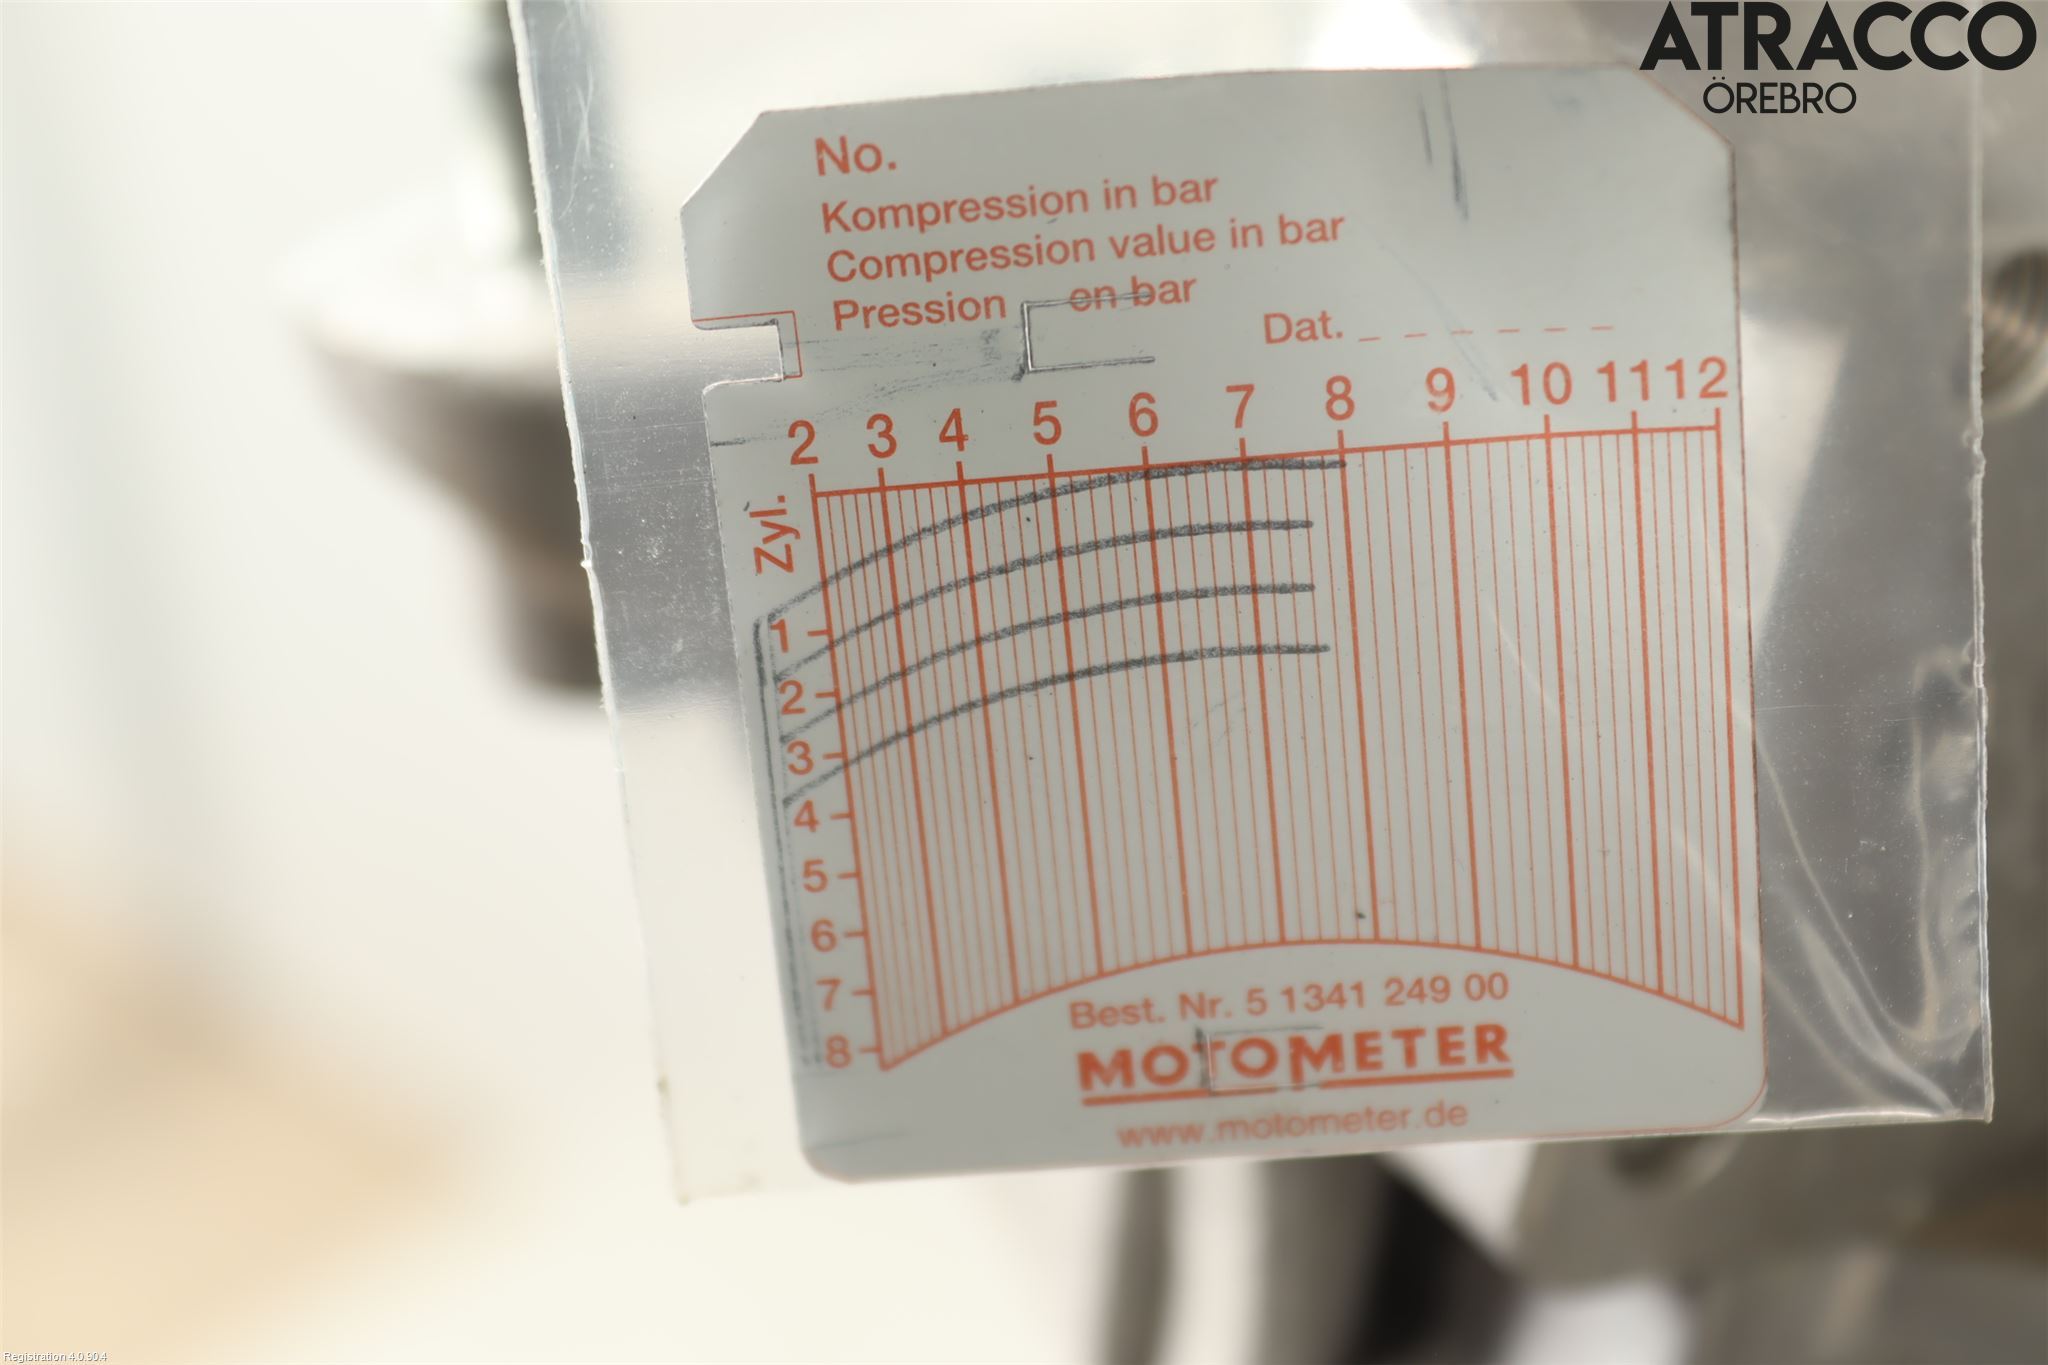 ATRACCO
ÖREBRO
No.
Kompression in bar
Compression value in bar
Pression en bar
Dat. _ _ _ _ _ _
2 3 4 5 6 7 8 9 10 11 12
Zyl.
1
2
3
4
5
6
7
8
Best. Nr. 5 1341 249 00
MOTOMETER
www.motometer.de
Registration 4.0.90.4